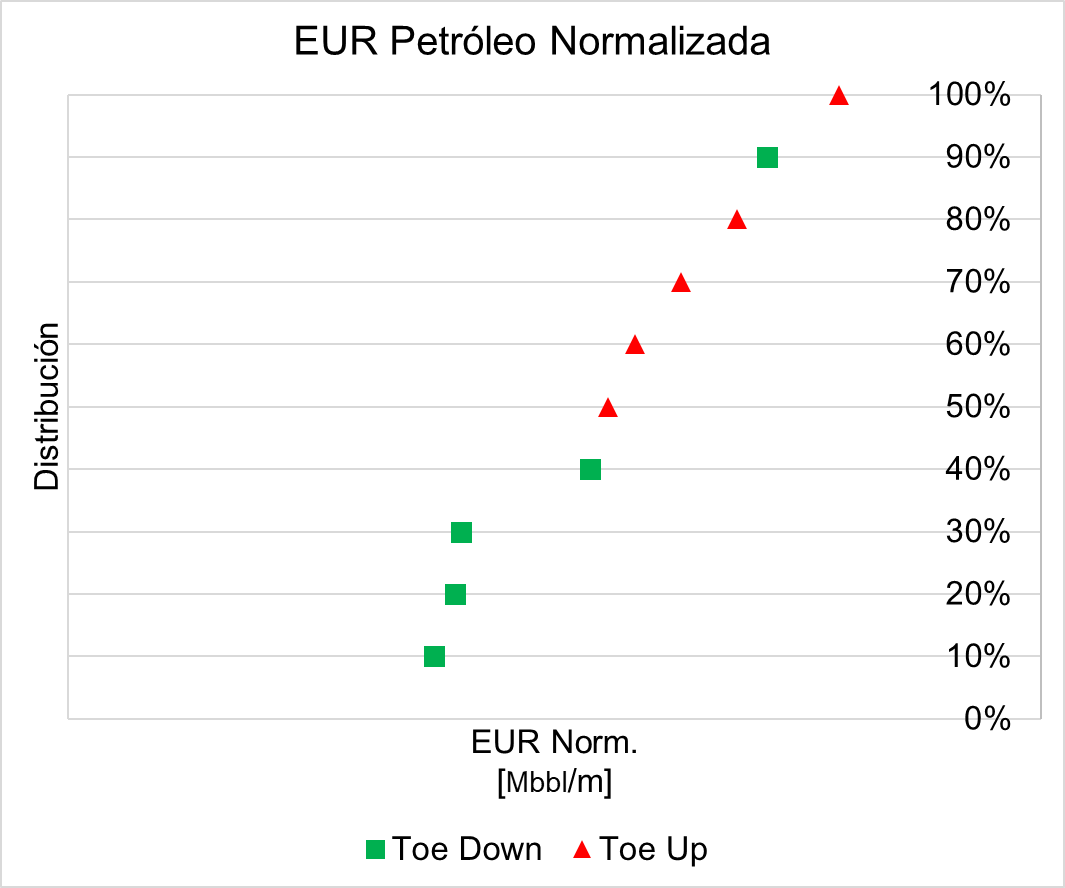 EUR Petróleo Normalizada
100%
90%
80%
70%
60%
50%
40%
30%
20%
10%
0%
Distribución
EUR Norm.
[Mbbl/m]
Toe Down
Toe Up